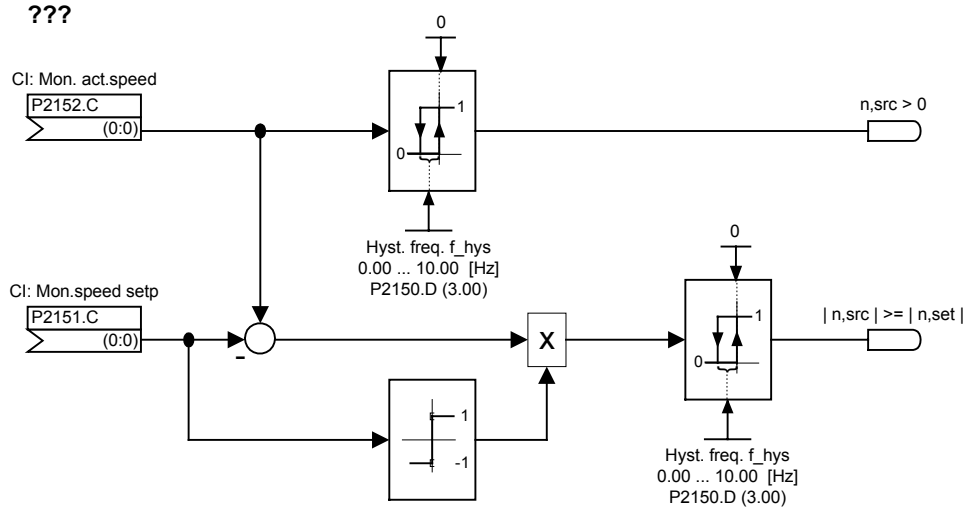 ???
0
CI: Mon. act.speed
P2152.C
(0:0)
1
0
n,src > 0
Hyst. freq. f_hys
0.00 ... 10.00 [Hz]
P2150.D (3.00)
0
CI: Mon.speed setp
P2151.C
(0:0)
-
X
1
0
| n,src | >= | n,set |
1
-1
Hyst. freq. f_hys
0.00 ... 10.00 [Hz]
P2150.D (3.00)